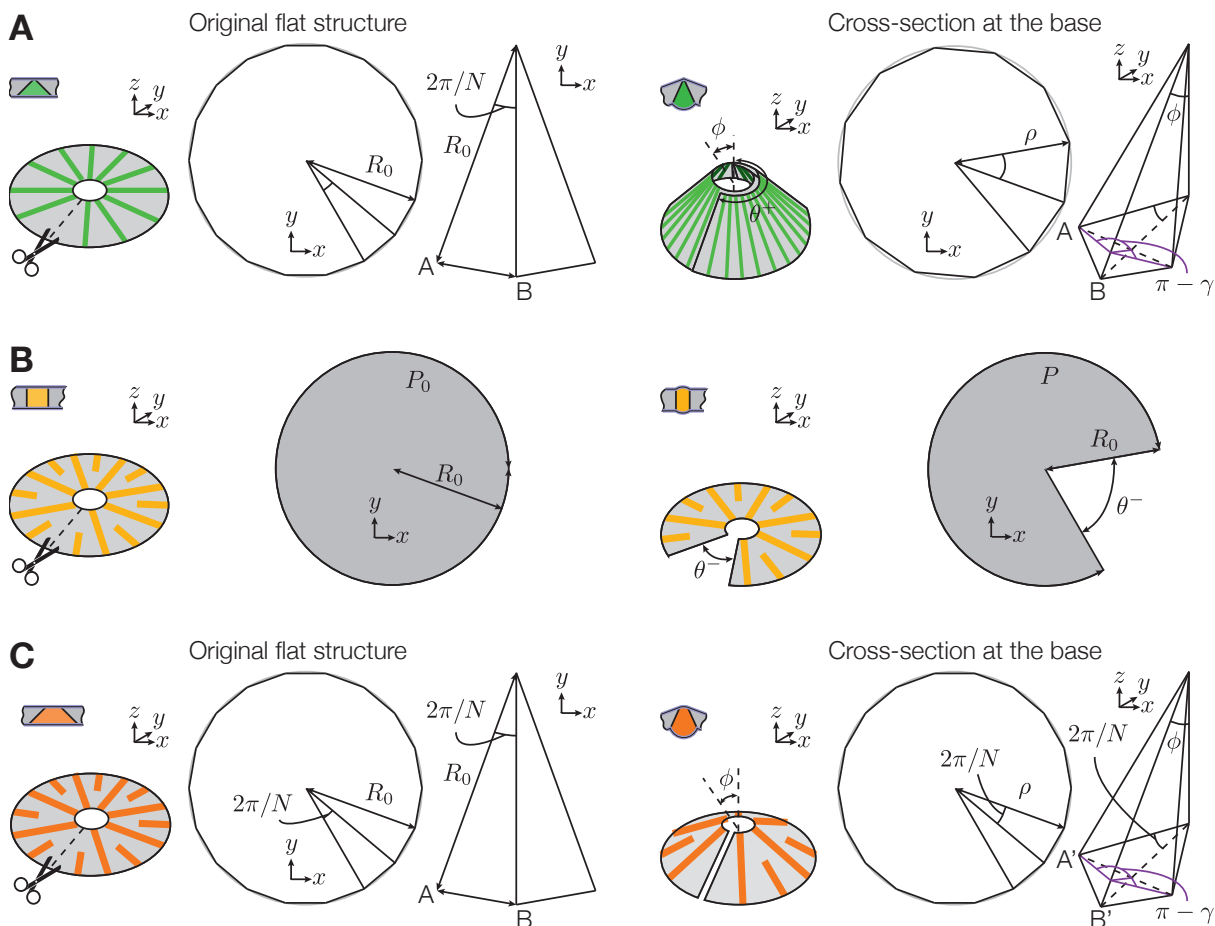 A
Original flat structure
Cross-section at the base
z
y
x
R₀
y
x
2π/N
R₀
y
x
A
B
z
y
x
ϕ
θ⁺
ρ
y
x
z
y
x
ϕ
A
B
π − γ
B
z
y
x
P₀
R₀
y
x
z
y
x
θ⁻
P
R₀
θ⁻
y
x
C
Original flat structure
Cross-section at the base
z
y
x
2π/N
R₀
y
x
2π/N
R₀
y
x
A
B
z
y
x
ϕ
2π/N
ρ
z
y
x
2π/N
ϕ
A'
B'
π − γ